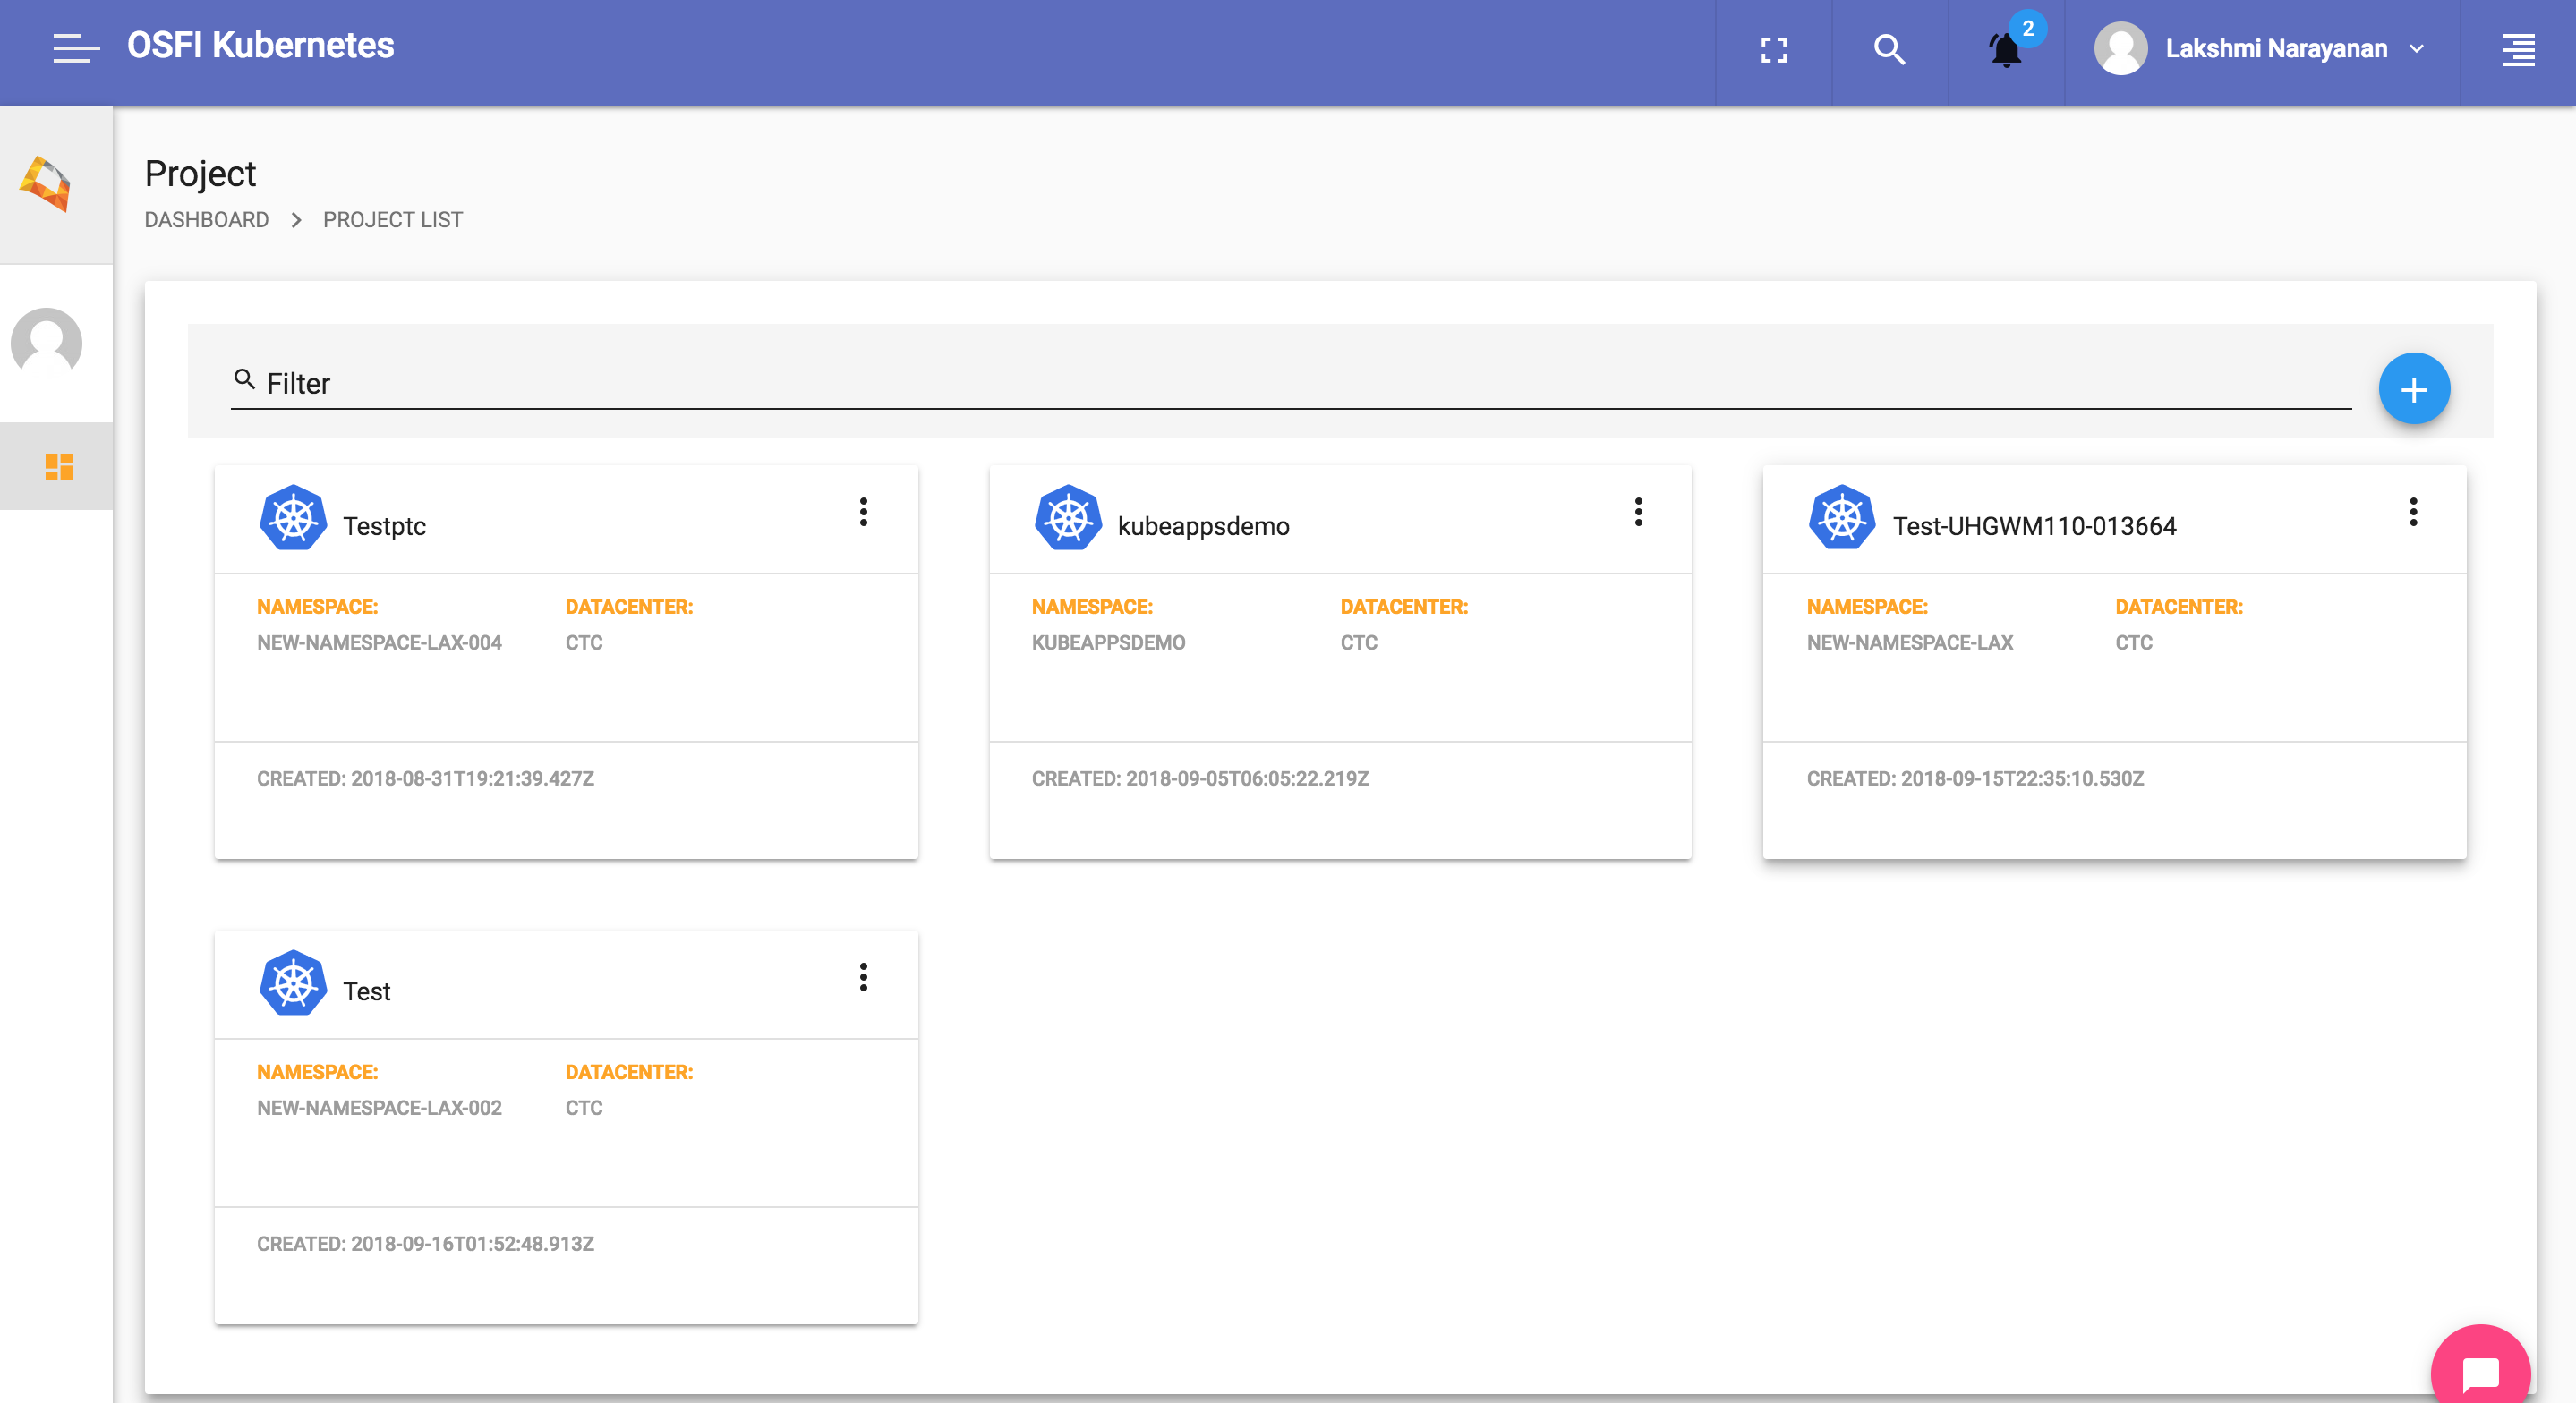 OSFI Kubernetes
2
Lakshmi Narayanan
Project
DASHBOARD > PROJECT LIST
Filter
Testptc
NAMESPACE: DATACENTER:
NEW-NAMESPACE-LAX-004 CTC
CREATED: 2018-08-31T19:21:39.427Z
kubeappsdemo
NAMESPACE: DATACENTER:
KUBEAPPSDEMO CTC
CREATED: 2018-09-05T06:05:22.219Z
Test-UHGWM110-013664
NAMESPACE: DATACENTER:
NEW-NAMESPACE-LAX CTC
CREATED: 2018-09-15T22:35:10.530Z
Test
NAMESPACE: DATACENTER:
NEW-NAMESPACE-LAX-002 CTC
CREATED: 2018-09-16T01:52:48.913Z